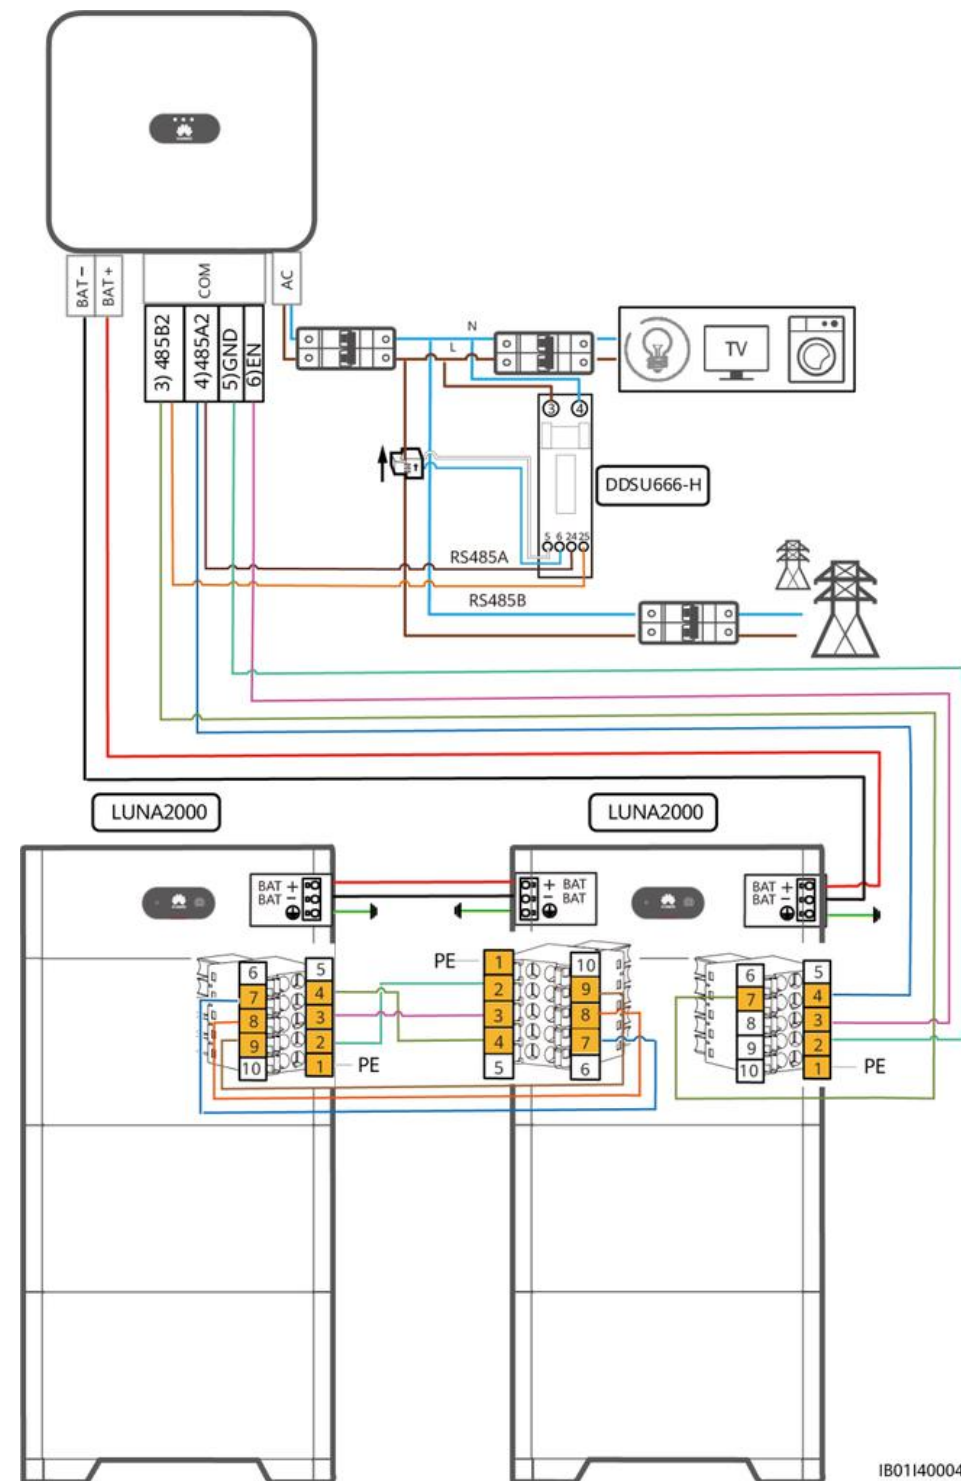 BAT −
BAT +
COM
AC
3) 485B2
4)485A2
5)GND
6)EN
N
L
TV
3
4
DDSU666-H
5 6 24 25
RS485A
RS485B
LUNA2000
LUNA2000
BAT +
BAT −
+ BAT
− BAT
BAT +
BAT −
6
7
8
9
10
5
4
3
2
1
PE
PE
1
2
3
4
5
10
9
8
7
6
6
7
8
9
10
5
4
3
2
1
PE
IB01I40004